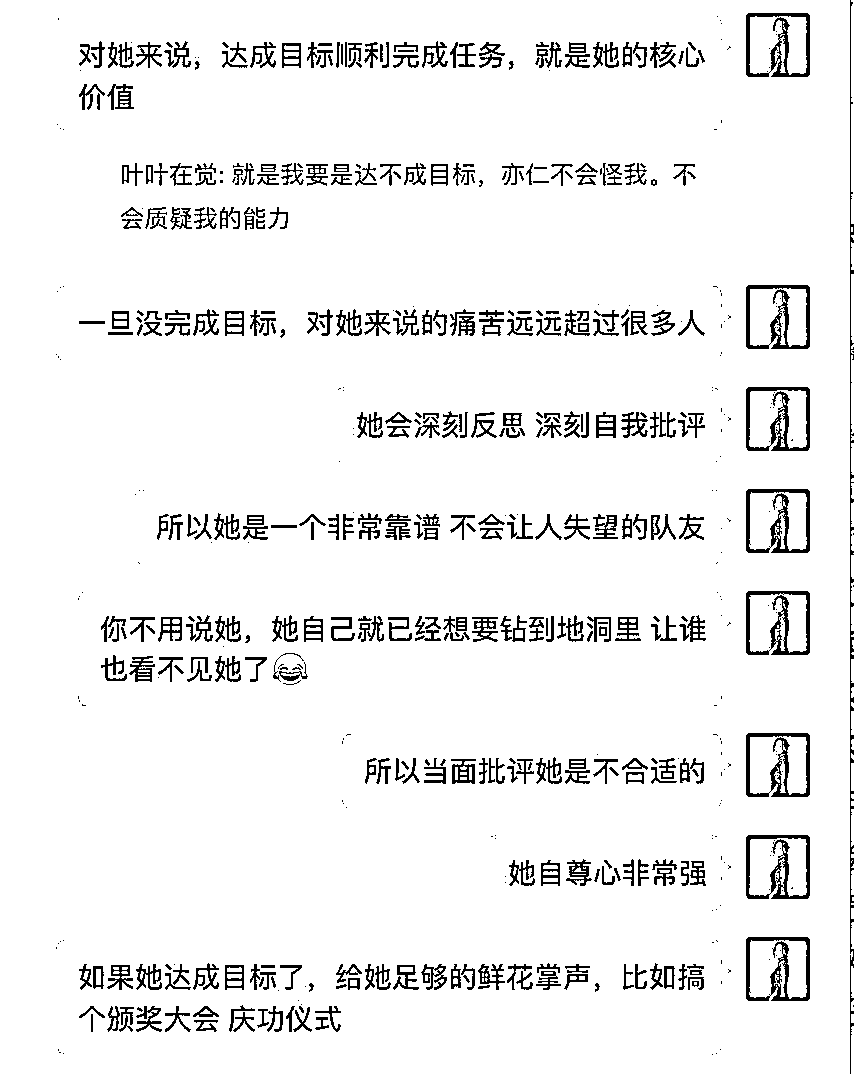 对她来说，达成目标顺利完成任务，就是她的核心
价值
叶叶在觉: 就是我要是达不成目标，亦仁不会怪我。不
会质疑我的能力
一旦没完成目标，对她来说的痛苦远远超过很多人
她会深刻反思 深刻自我批评
所以她是一个非常靠谱 不会让人失望的队友
你不用说她，她自己就已经想要钻到地洞里 让谁
也看不见她了😂
所以当面批评她是不合适的
她自尊心非常强
如果她达成目标了，给她足够的鲜花掌声，比如搞
个颁奖大会 庆功仪式